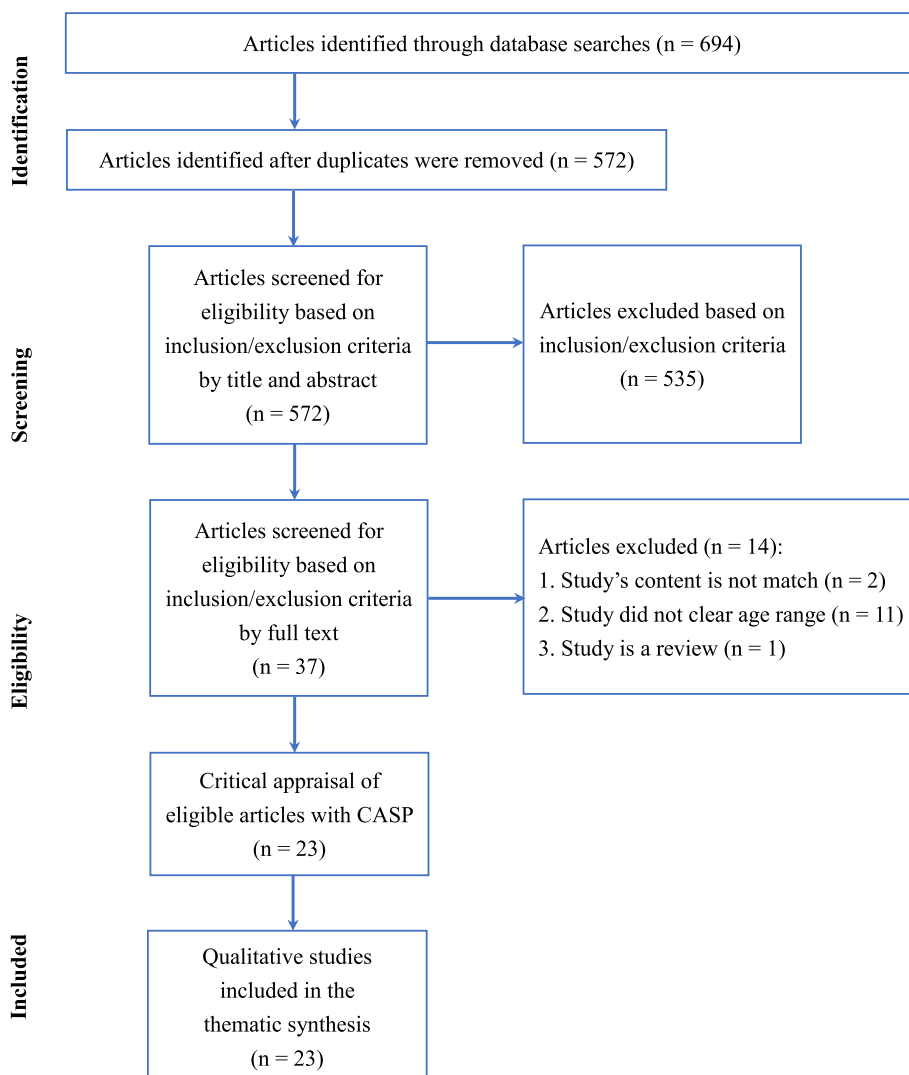 Identification
Articles identified through database searches (n = 694)
Articles identified after duplicates were removed (n = 572)
Screening
Articles screened for
eligibility based on
inclusion/exclusion criteria
by title and abstract
(n = 572)
Articles excluded based on
inclusion/exclusion criteria
(n = 535)
Eligibility
Articles screened for
eligibility based on
inclusion/exclusion criteria
by full text
(n = 37)
Articles excluded (n = 14):
1. Study’s content is not match (n = 2)
2. Study did not clear age range (n = 11)
3. Study is a review (n = 1)
Critical appraisal of
eligible articles with CASP
(n = 23)
Included
Qualitative studies
included in the
thematic synthesis
(n = 23)